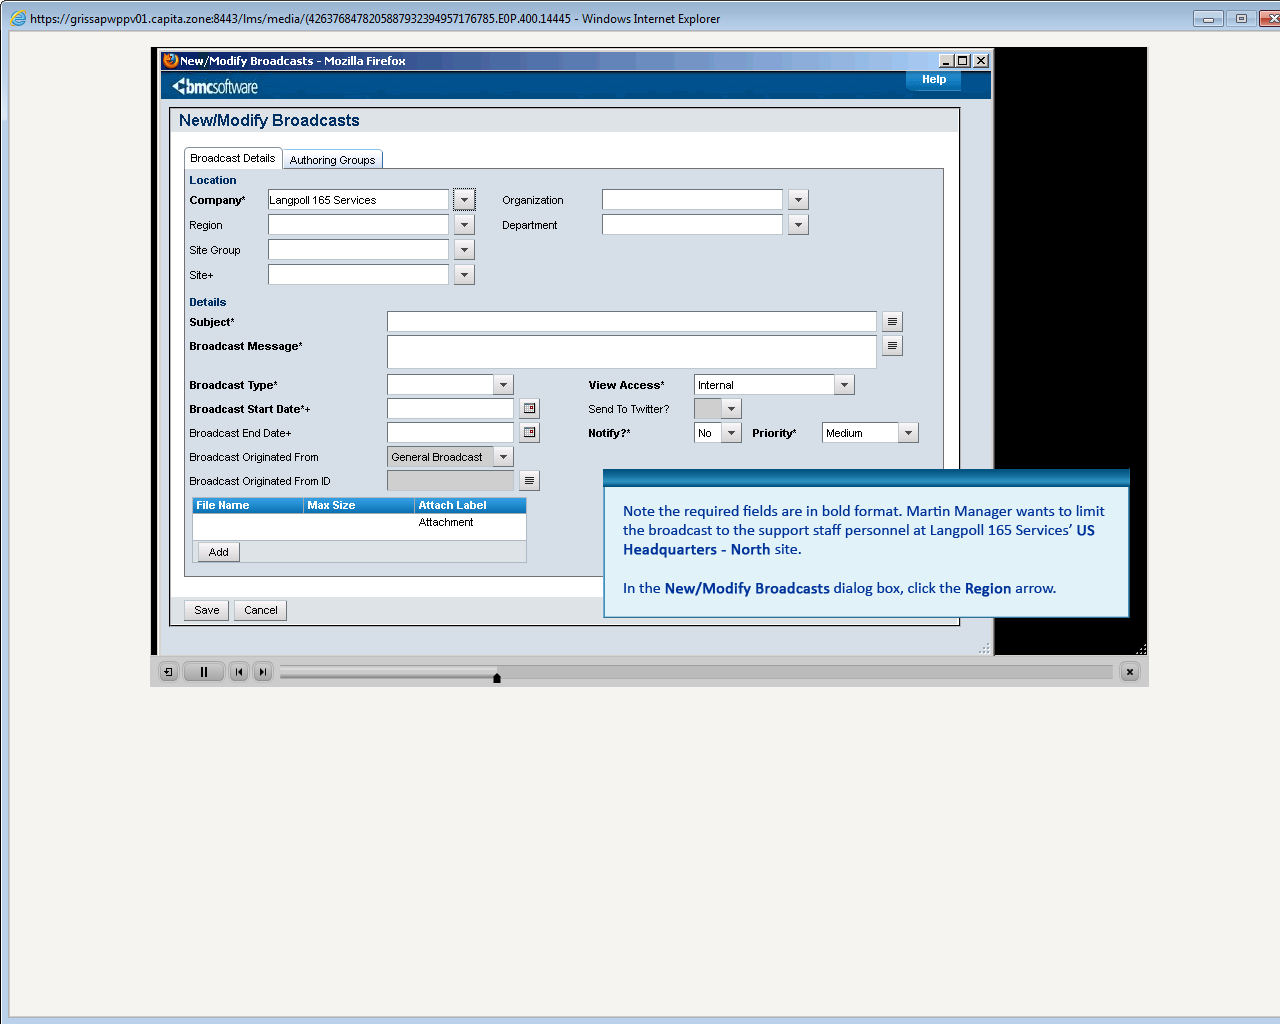 https://grissapwppv01.capita.zone:8443/lms/media/(4263768478205887932394957176785.E0P.400.14445 - Windows Internet Explorer
New/Modify Broadcasts - Mozilla Firefox
bmcsoftware
Help
New/Modify Broadcasts
Broadcast Details
Authoring Groups
Location
Company*
Langpoll 165 Services
Organization
Region
Department
Site Group
Site+
Details
Subject*
Broadcast Message*
Broadcast Type*
View Access*
Internal
Broadcast Start Date*+
Send To Twitter?
Broadcast End Date+
Notify?*
No
Priority*
Medium
Broadcast Originated From
General Broadcast
Broadcast Originated From ID
File Name
Max Size
Attach Label
Attachment
Add
Note the required fields are in bold format. Martin Manager wants to limit
the broadcast to the support staff personnel at Langpoll 165 Services’ US
Headquarters - North site.
In the New/Modify Broadcasts dialog box, click the Region arrow.
Save
Cancel